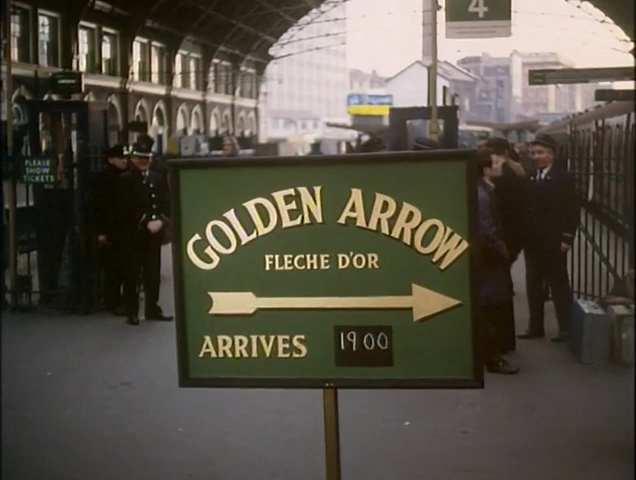 4
PLEASE
SHOW
TICKETS
GOLDEN ARROW
FLECHE D'OR
ARRIVES 1900